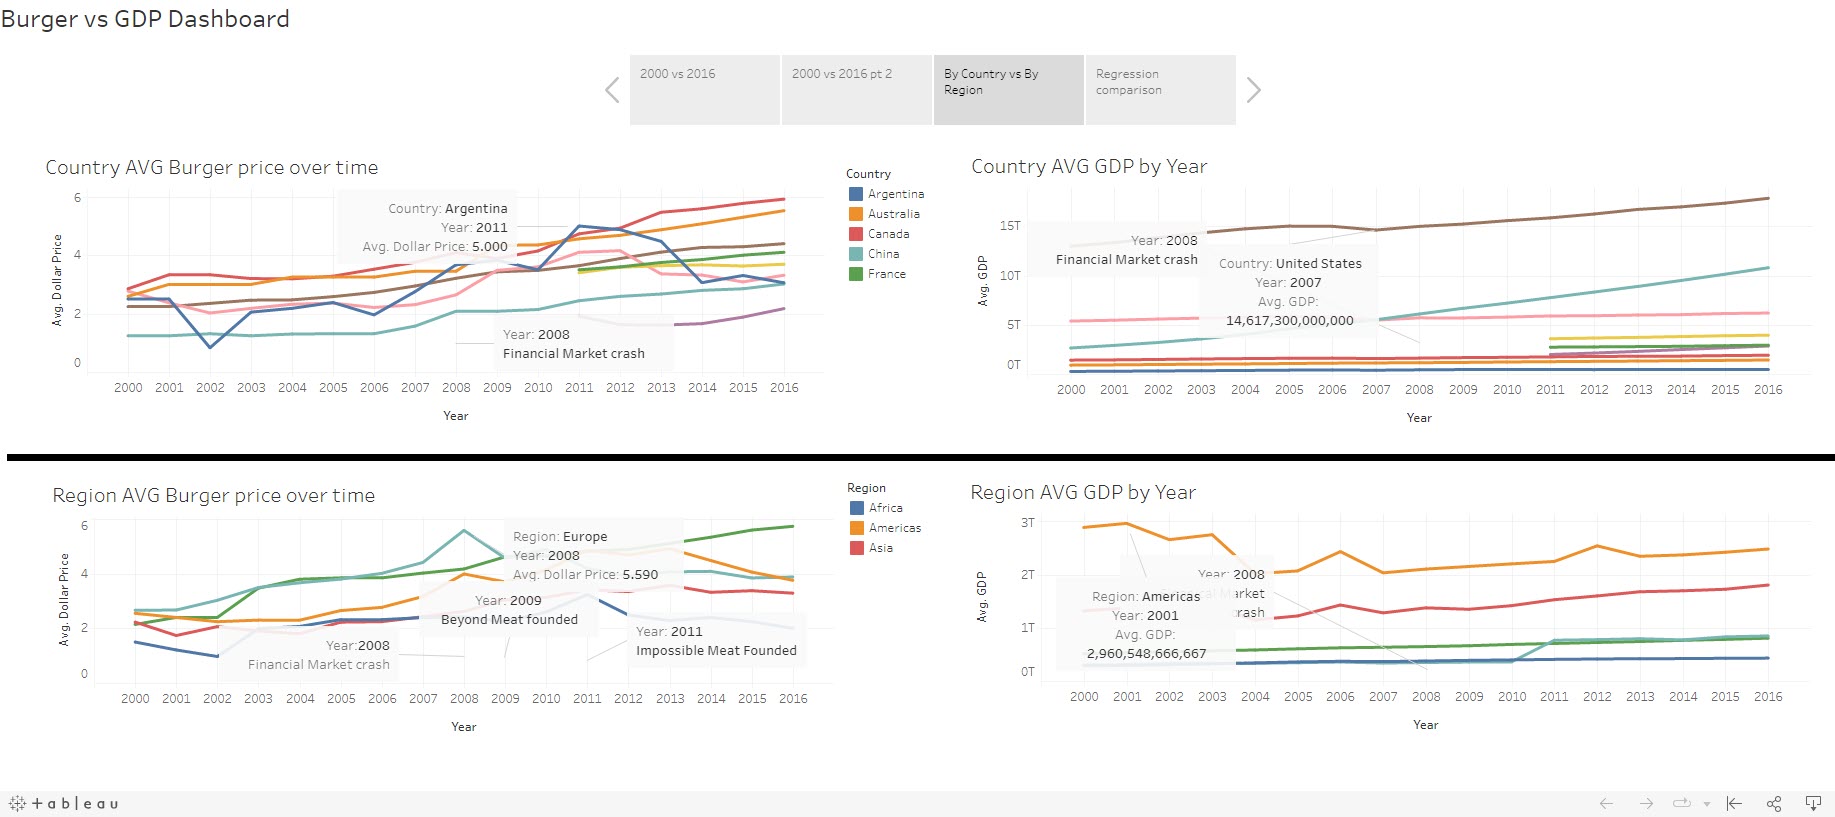 Burger vs GDP Dashboard
2000 vs 2016
2000 vs 2016 pt 2
By Country vs By
Region
Regression
comparison
Country AVG Burger price over time
6
4
2
0
Avg. Dollar Price
Country: Argentina
Year: 2011
Avg. Dollar Price: 5.000
Year: 2008
Financial Market crash
2000 2001 2002 2003 2004 2005 2006 2007 2008 2009 2010 2011 2012 2013 2014 2015 2016
Year
Country
Argentina
Australia
Canada
China
France
Country AVG GDP by Year
15T
10T
5T
0T
Avg. GDP
Year: 2008
Financial Market crash
Country: United States
Year: 2007
Avg. GDP:
14,617,300,000,000
2000 2001 2002 2003 2004 2005 2006 2007 2008 2009 2010 2011 2012 2013 2014 2015 2016
Year
Region AVG Burger price over time
6
4
2
0
Avg. Dollar Price
Region: Europe
Year: 2008
Avg. Dollar Price: 5.590
Year: 2009
Beyond Meat founded
Year: 2011
Impossible Meat Founded
Year:2008
Financial Market crash
2000 2001 2002 2003 2004 2005 2006 2007 2008 2009 2010 2011 2012 2013 2014 2015 2016
Year
Region
Africa
Americas
Asia
Region AVG GDP by Year
3T
2T
1T
0T
Avg. GDP
Year: 2008
Market
crash
Region: Americas
Year: 2001
Avg. GDP:
2,960,548,666,667
2000 2001 2002 2003 2004 2005 2006 2007 2008 2009 2010 2011 2012 2013 2014 2015 2016
Year
+ a b l e a u